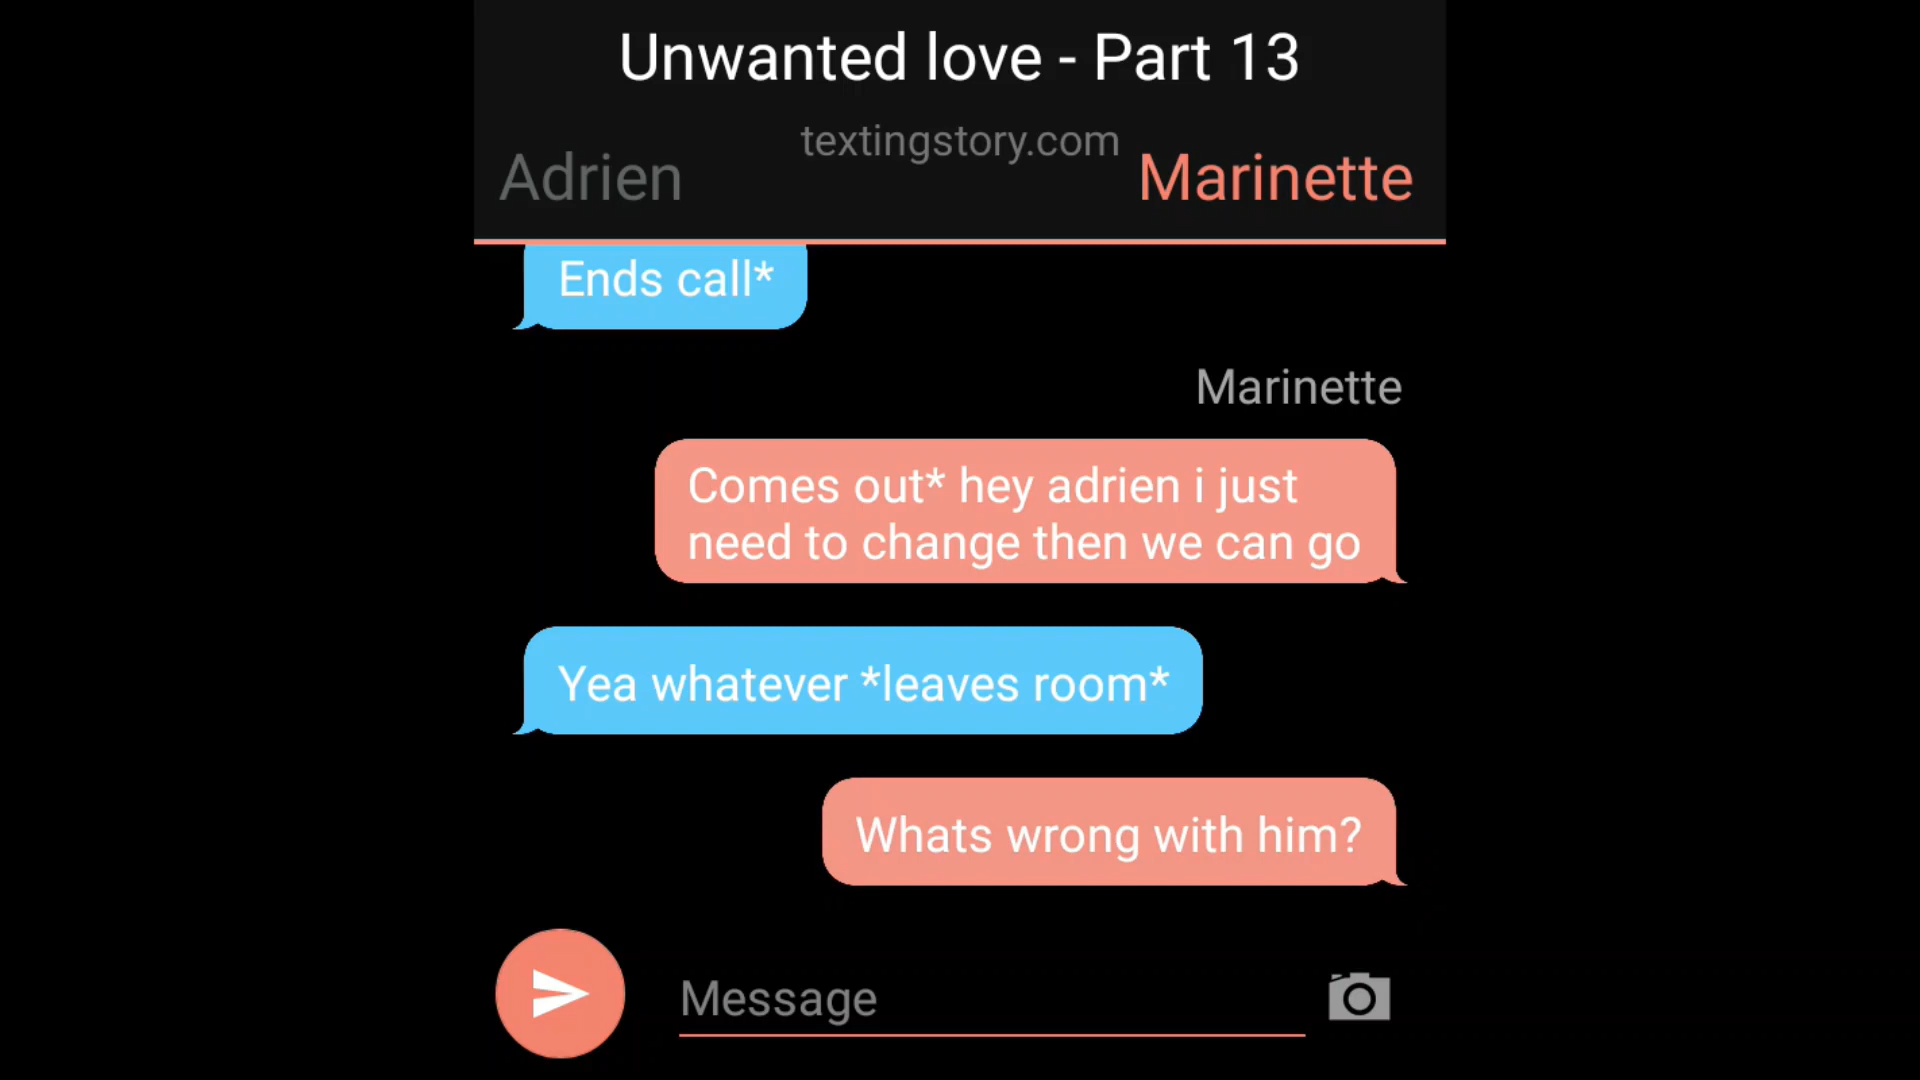 Unwanted love - Part 13
textingstory.com
Adrien
Marinette
Ends call*
Marinette
Comes out* hey adrien i just
need to change then we can go
Yea whatever *leaves room*
Whats wrong with him?
Message